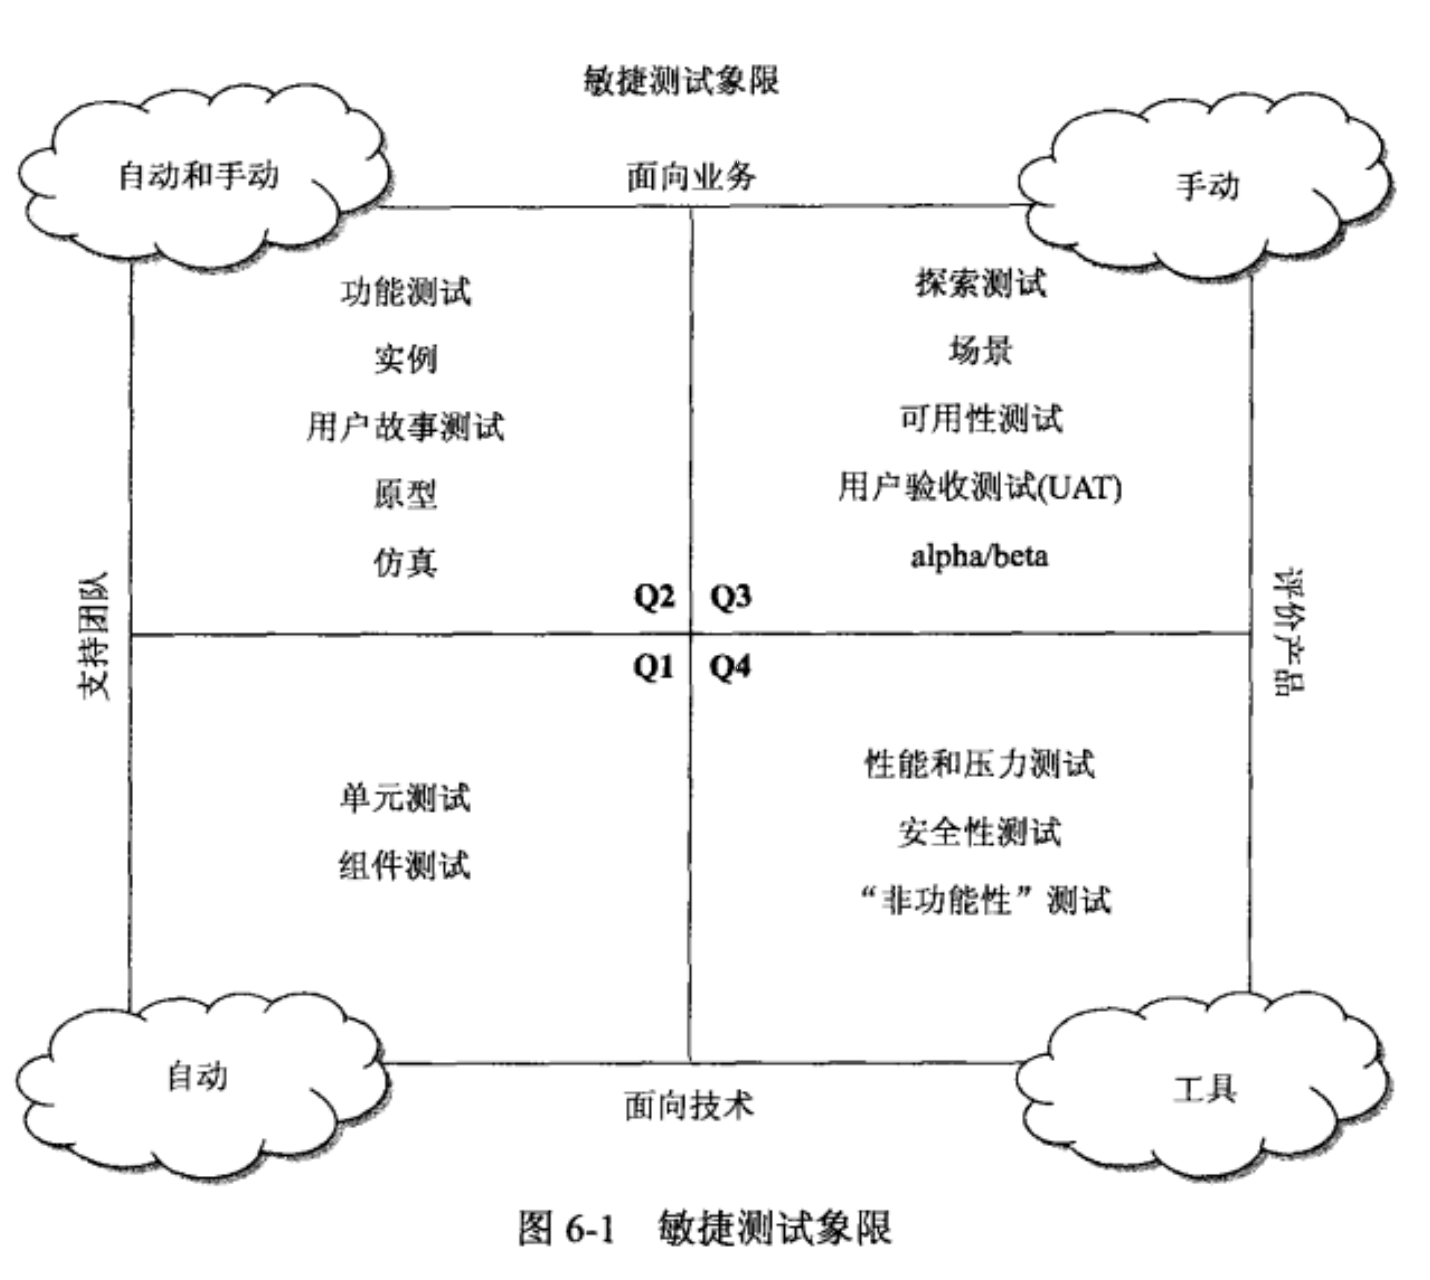 敏捷测试象限
自动和手动
面向业务
手动
功能测试
实例
用户故事测试
原型
仿真
探索测试
场景
可用性测试
用户验收测试(UAT)
alpha/beta
支持团队
Q2
Q3
评价产品
Q1
Q4
单元测试
组件测试
性能和压力测试
安全性测试
“非功能性”测试
自动
面向技术
工具
图 6-1 敏捷测试象限